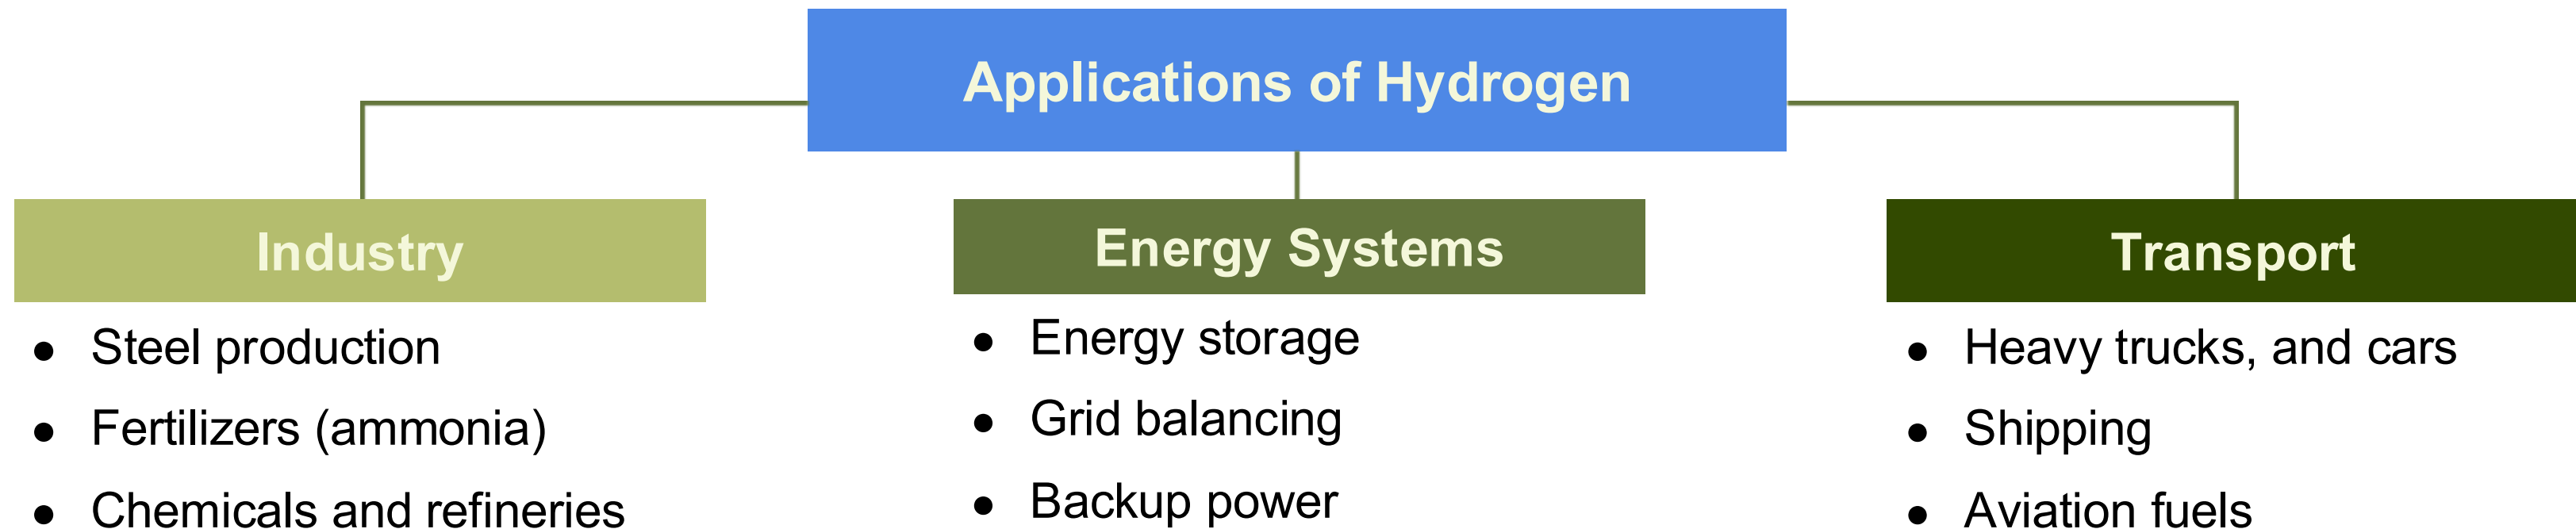 Applications of Hydrogen
Industry
● Steel production
● Fertilizers (ammonia)
● Chemicals and refineries
Energy Systems
● Energy storage
● Grid balancing
● Backup power
Transport
● Heavy trucks, and cars
● Shipping
● Aviation fuels